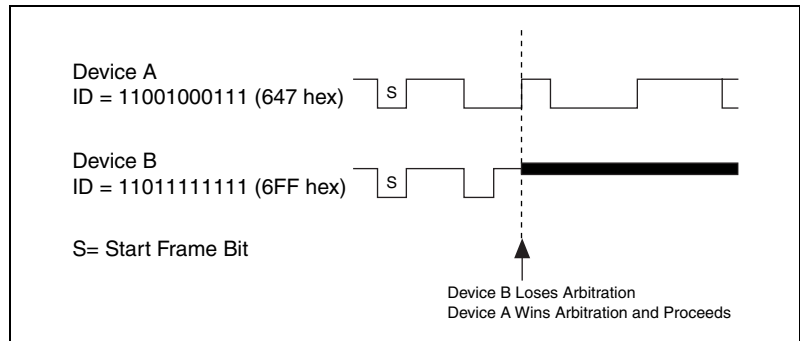 Device A
ID = 11001000111 (647 hex)
S
Device B
ID = 11011111111 (6FF hex)
S
S= Start Frame Bit
Device B Loses Arbitration
Device A Wins Arbitration and Proceeds